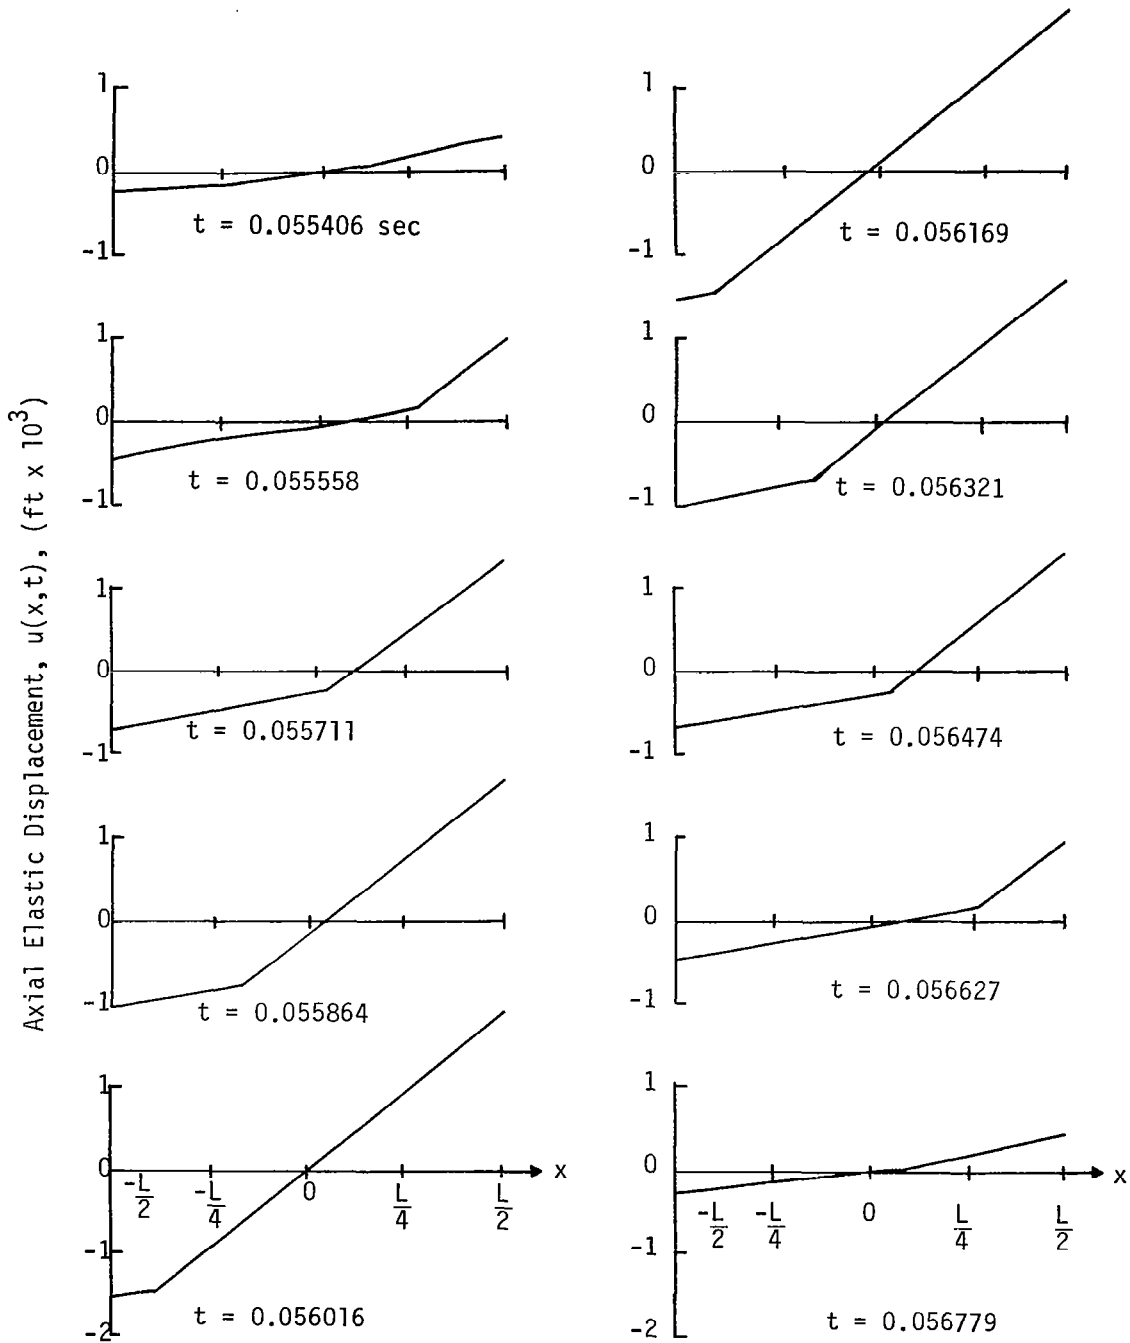 Axial Elastic Displacement, u(x,t), (ft x 10³)
1
0
-1
t = 0.055406 sec
1
0
-1
t = 0.055558
1
0
-1
t = 0.055711
1
0
-1
t = 0.055864
1
0
-1
-2
-L/2 -L/4 0 L/4 L/2 x
t = 0.056016
1
0
-1
t = 0.056169
1
0
-1
t = 0.056321
1
0
-1
t = 0.056474
1
0
-1
t = 0.056627
1
0
-1
-2
-L/2 -L/4 0 L/4 L/2 x
t = 0.056779